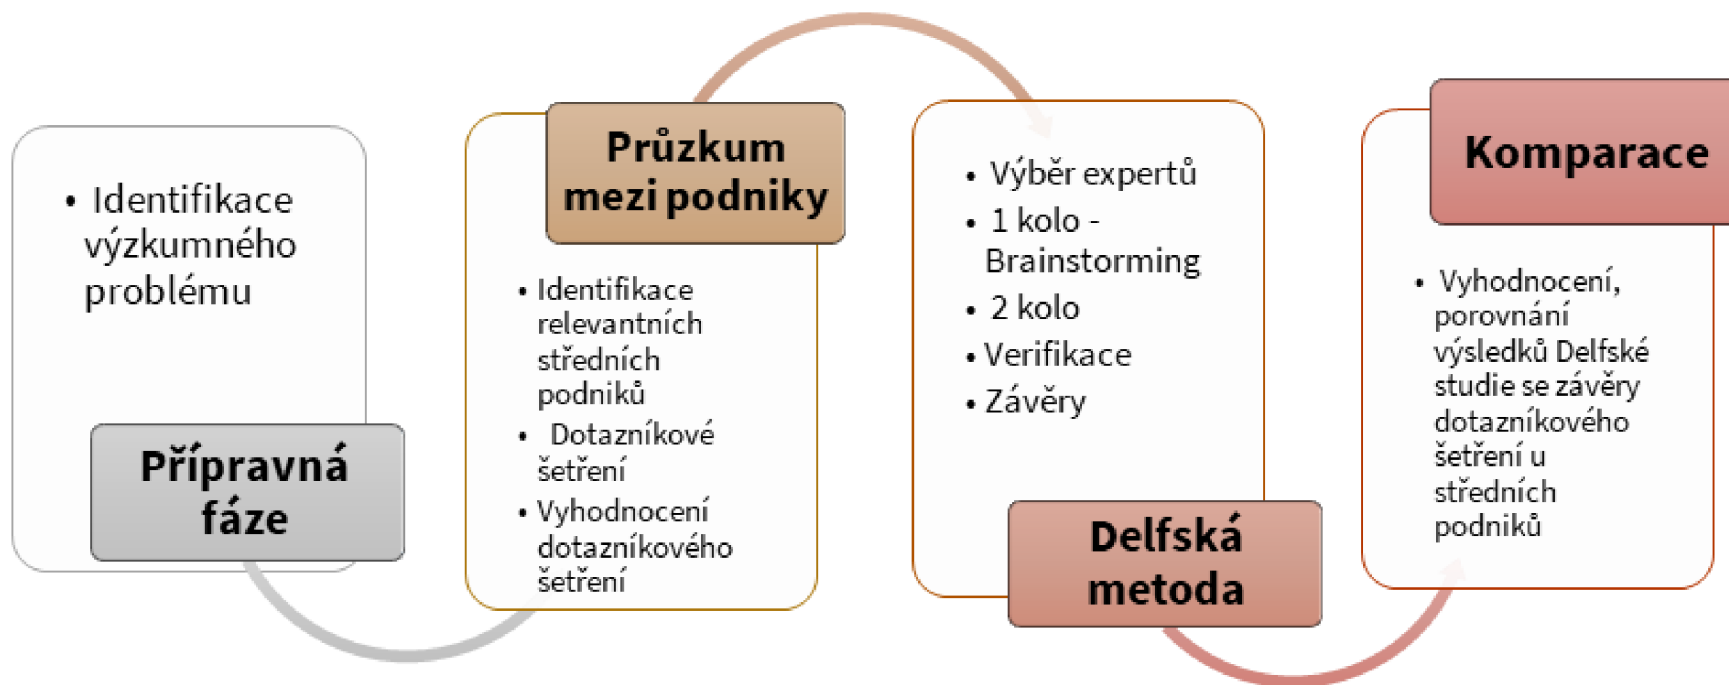 • Identifikace
výzkumného
problému
Přípravná
fáze
Průzkum
mezi podniky
• Identifikace
relevantních
středních
podniků
• Dotazníkové
šetření
• Vyhodnocení
dotazníkového
šetření
• Výběr expertů
• 1 kolo -
Brainstorming
• 2 kolo
• Verifikace
• Závěry
Delfská
metoda
Komparace
• Vyhodnocení,
porovnání
výsledků Delfské
studie se závěry
dotazníkového
šetření u
středních
podniků